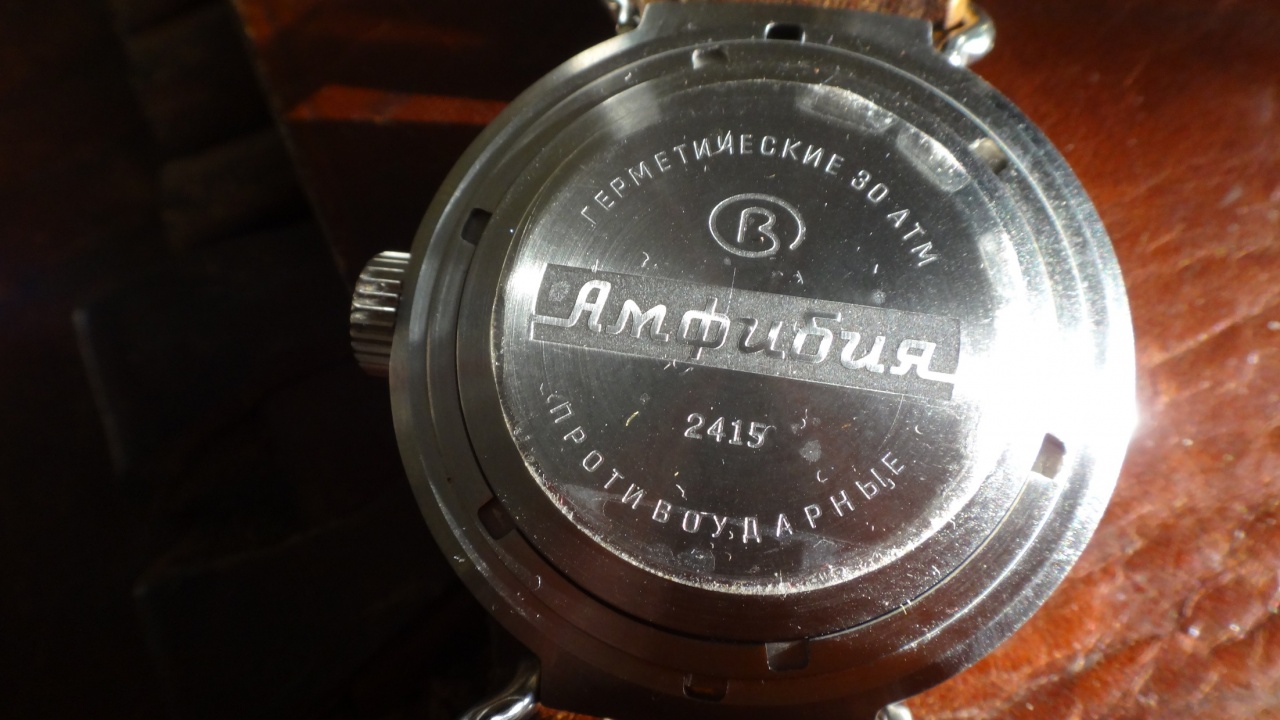 ГЕРМЕТИЧЕСКИЕ 30 АТМ
В
Амфибия
2415
ПРОТИВОУДАРНЫЕ